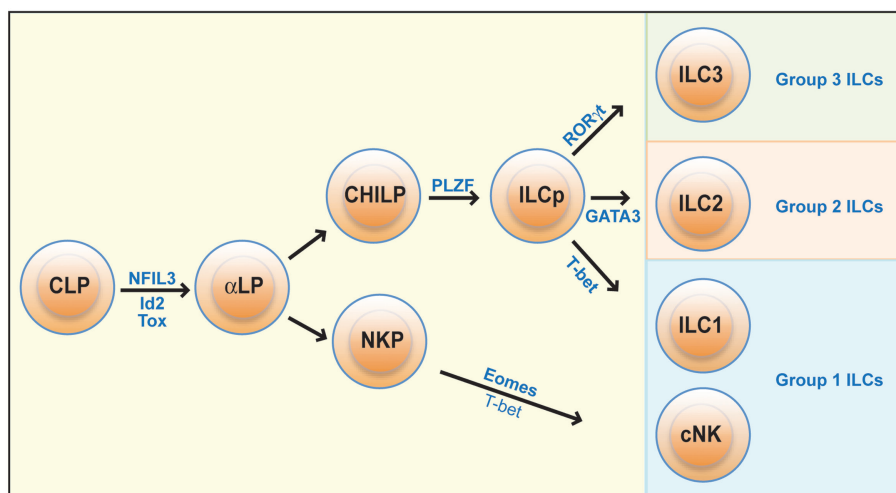 ILC3
Group 3 ILCs
RORγt
CHILP
PLZF
ILCp
GATA3
ILC2
Group 2 ILCs
T-bet
CLP
NFIL3
Id2
Tox
αLP
NKP
Eomes
T-bet
ILC1
Group 1 ILCs
cNK